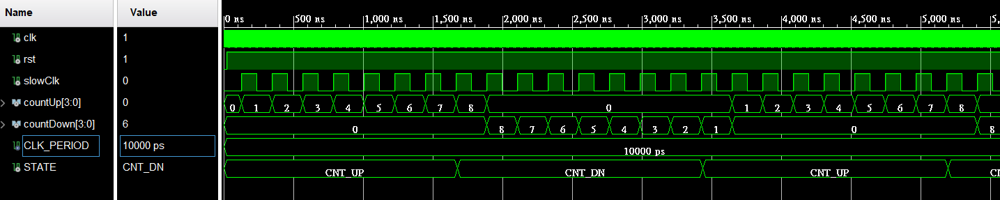 Name Value 0 ns 500 ns 1,000 ns 1,500 ns 2,000 ns 2,500 ns 3,000 ns 3,500 ns 4,000 ns 4,500 ns 5,000 ns 5,
clk 1
rst 1
slowClk 0
countUp[3:0] 0 0 1 2 3 4 5 6 7 8 0 1 2 3 4 5 6 7 8
countDown[3:0] 6 0 8 7 6 5 4 3 2 1 0 8
CLK_PERIOD 10000 ps 10000 ps
STATE CNT_DN CNT_UP CNT_DN CNT_UP